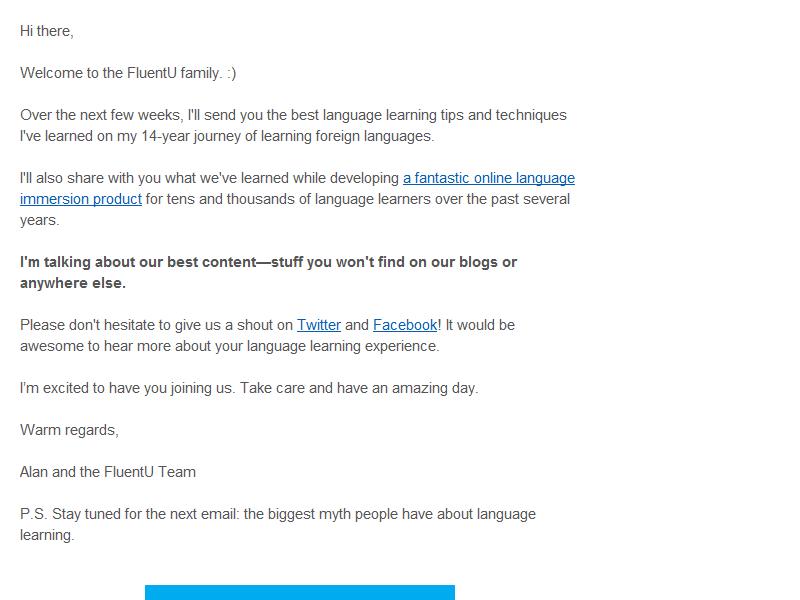 Hi there,
Welcome to the FluentU family. :)
Over the next few weeks, I'll send you the best language learning tips and techniques
I've learned on my 14-year journey of learning foreign languages.
I'll also share with you what we've learned while developing a fantastic online language
immersion product for tens and thousands of language learners over the past several
years.
I'm talking about our best content—stuff you won't find on our blogs or
anywhere else.
Please don't hesitate to give us a shout on Twitter and Facebook! It would be
awesome to hear more about your language learning experience.
I’m excited to have you joining us. Take care and have an amazing day.
Warm regards,
Alan and the FluentU Team
P.S. Stay tuned for the next email: the biggest myth people have about language
learning.